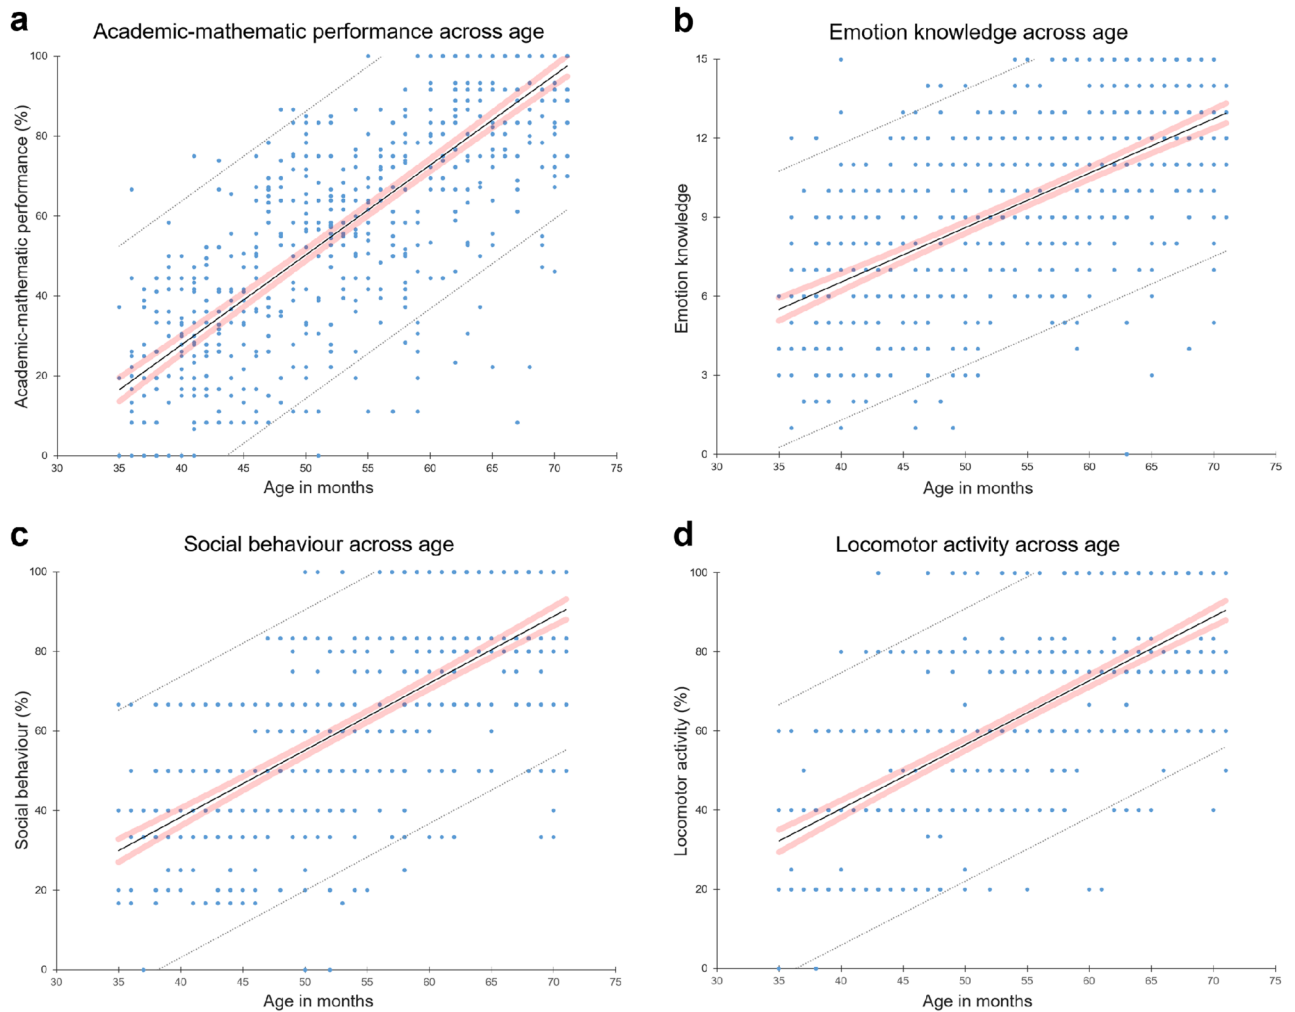 a
Academic-mathematic performance across age
Academic-mathematic performance (%)
100
80
60
40
20
0
30 35 40 45 50 55 60 65 70 75
Age in months
b
Emotion knowledge across age
Emotion knowledge
15
12
9
6
3
0
30 35 40 45 50 55 60 65 70 75
Age in months
c
Social behaviour across age
Social behaviour (%)
100
80
60
40
20
0
30 35 40 45 50 55 60 65 70 75
Age in months
d
Locomotor activity across age
Locomotor activity (%)
100
80
60
40
20
0
30 35 40 45 50 55 60 65 70 75
Age in months